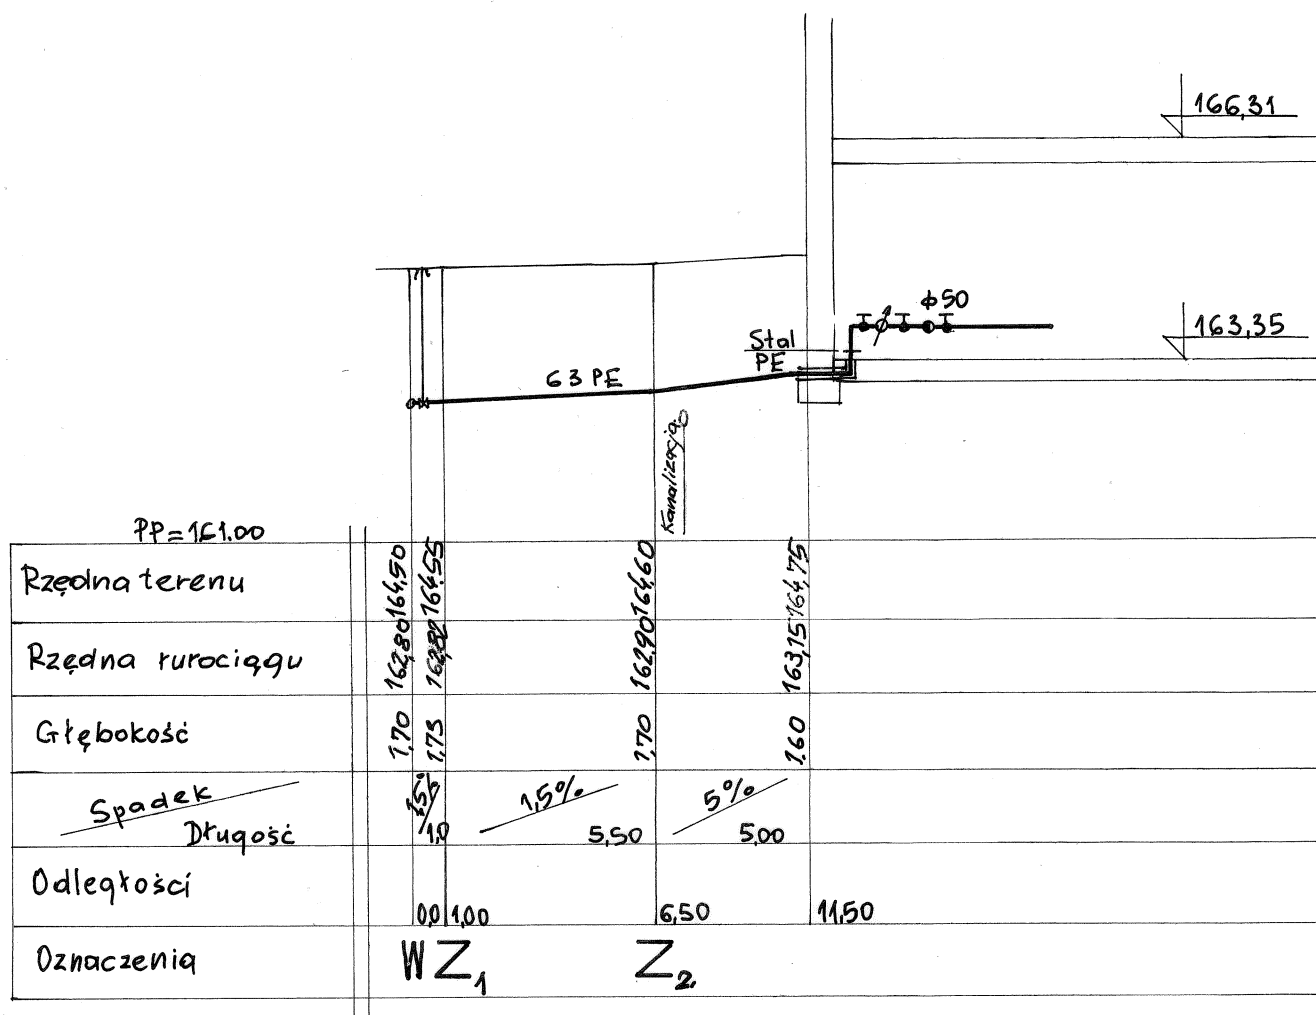 166,31
ϕ50
163,35
Stal
PE
63 PE
Kanalizacja
PP=161.00
Rzędna terenu
164,50 164,55 164,60 164,75
Rzędna rurociągu
162,80 162,82 162,90 163,15
Głębokość
1,70 1,73 1,70 1,60
Spadek
1,5% 1,5% 5%
Długość
1,0 5,50 5,00
Odległości
0,0 1,00 6,50 11,50
Oznaczenia
W Z1 Z2